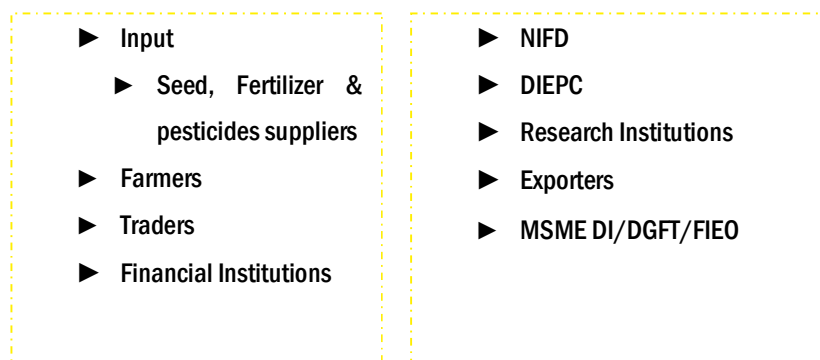 ► Input
► Seed, Fertilizer &
pesticides suppliers
► Farmers
► Traders
► Financial Institutions
► NIFD
► DIEPC
► Research Institutions
► Exporters
► MSME DI/DGFT/FIEO